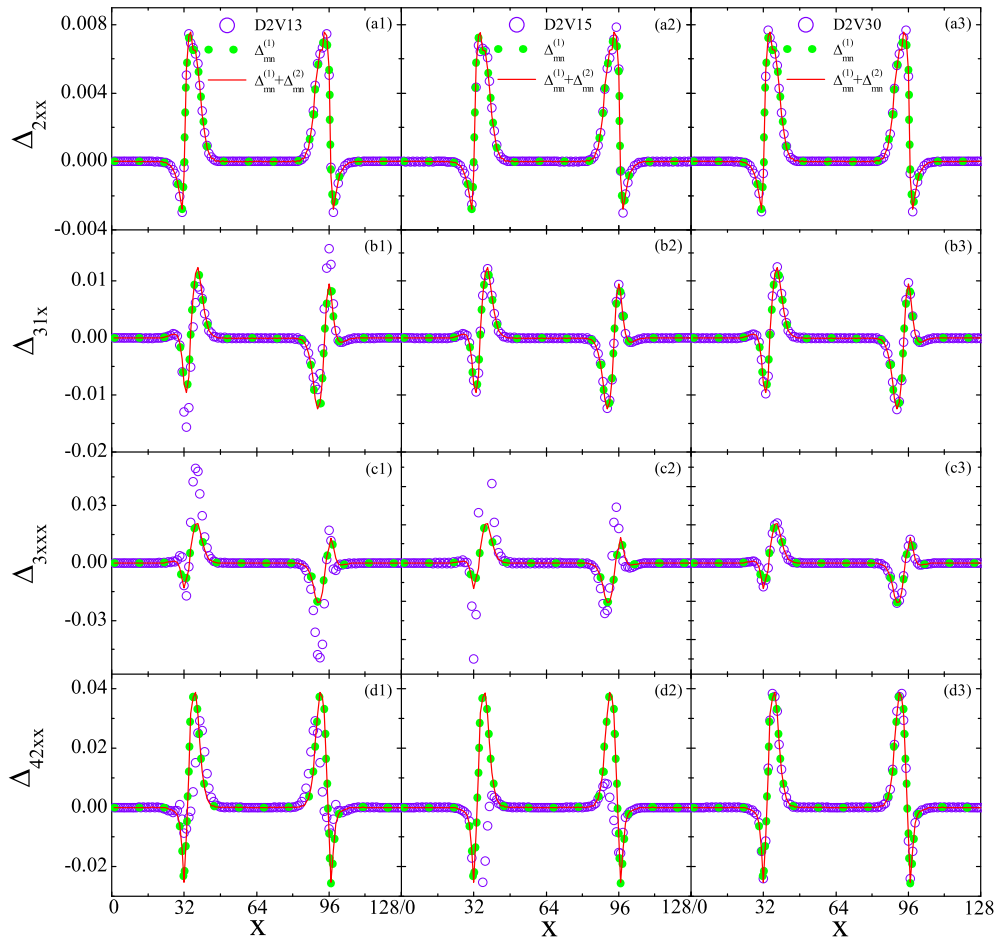 0.008
0.004
0.000
-0.004
Δ2xx
D2V13
Δmn(1)
Δmn(1)+Δmn(2)
(a1)
D2V15
Δmn(1)
Δmn(1)+Δmn(2)
(a2)
D2V30
Δmn(1)
Δmn(1)+Δmn(2)
(a3)
0.01
0.00
-0.01
-0.02
Δ31x
(b1)
(b2)
(b3)
0.03
0.00
-0.03
Δ3xxx
(c1)
(c2)
(c3)
0.04
0.02
0.00
-0.02
Δ42xx
(d1)
(d2)
(d3)
0 32 64 96 128/0 32 64 96 128/0 32 64 96 128
X X X